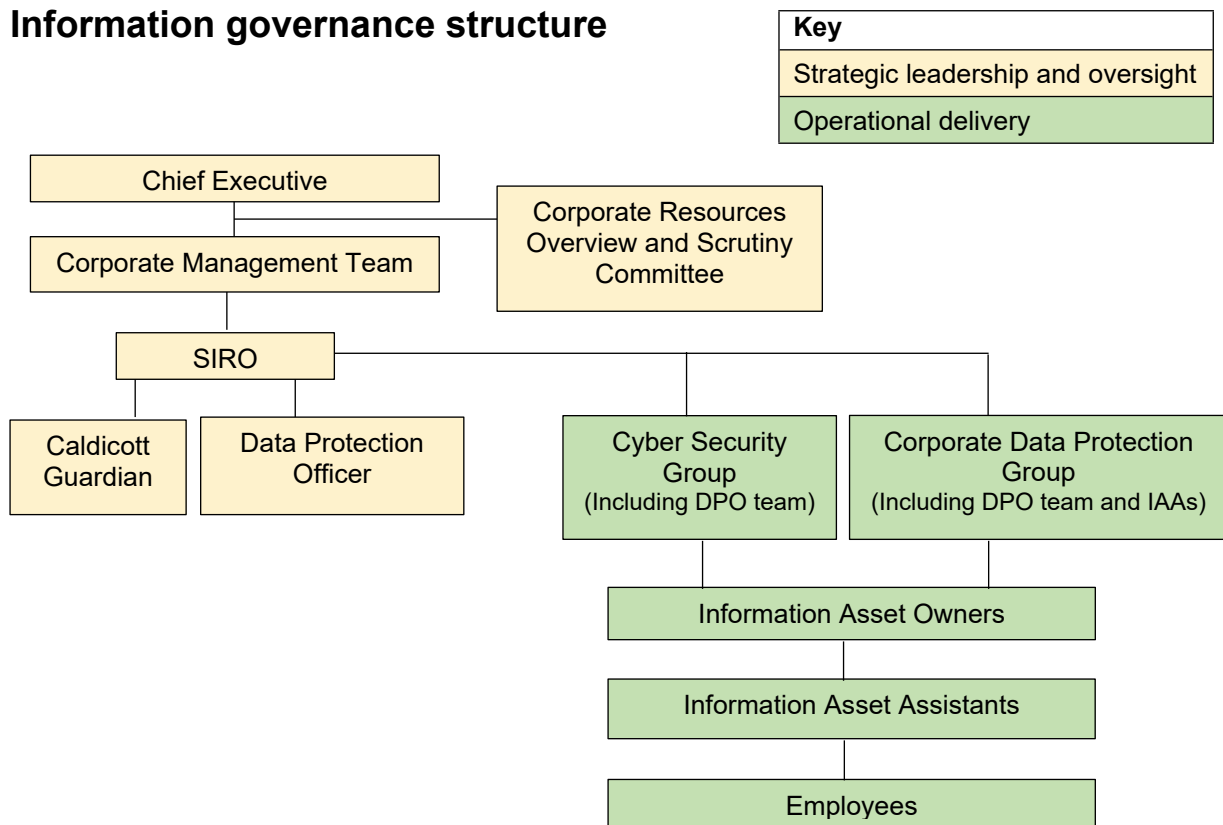 Information governance structure
Key
Strategic leadership and oversight
Operational delivery
Chief Executive
Corporate Resources
Overview and Scrutiny
Committee
Corporate Management Team
SIRO
Caldicott
Guardian
Data Protection
Officer
Cyber Security
Group
(Including DPO team)
Corporate Data Protection
Group
(Including DPO team and IAAs)
Information Asset Owners
Information Asset Assistants
Employees